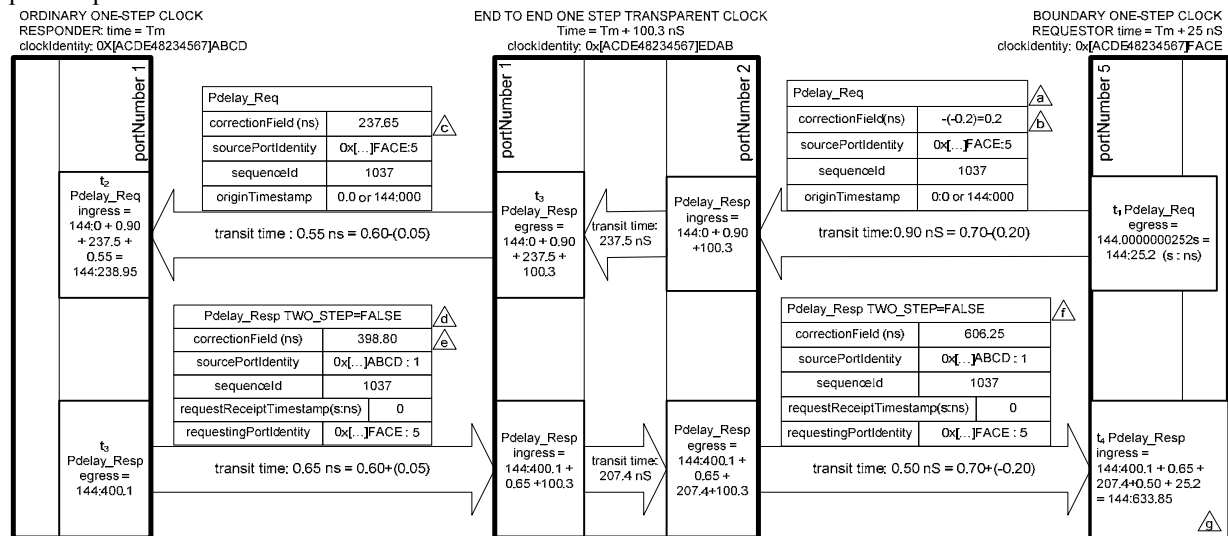 ORDINARY ONE-STEP CLOCK
RESPONDER: time = Tm
clockIdentity: 0X[ACDE48234567]ABCD
END TO END ONE STEP TRANSPARENT CLOCK
Time = Tm + 100.3 nS
clockIdentity: 0x[ACDE48234567]EDAB
BOUNDARY ONE-STEP CLOCK
REQUESTOR time = Tm + 25 nS
clockIdentity: 0x[ACDE48234567]FACE
portNumber 1
portNumber 1
portNumber 2
portNumber 5
Pdelay_Req
correctionField (ns) 237.65
c
sourcePortIdentity 0x[...]FACE:5
sequenceId 1037
originTimestamp 0.0 or 144:000
Pdelay_Req
a
correctionField(ns) -(-0.2)=0.2
b
sourcePortIdentity 0x[...]FACE:5
sequenceId 1037
originTimestamp 0:0 or 144:000
t2
Pdelay_Req
ingress =
144:0 + 0.90
+ 237.5 +
0.55 =
144:238.95
transit time : 0.55 ns = 0.60-(0.05)
t3
Pdelay_Resp
egress =
144:0 + 0.90
+ 237.5 +
100.3
transit time:
237.5 nS
Pdelay_Resp
ingress =
144:0 + 0.90
+100.3
transit time:0.90 nS = 0.70-(0.20)
t1 Pdelay_Req
egress =
144.0000000252s =
144:25.2 (s : ns)
Pdelay_Resp TWO_STEP=FALSE
d
correctionField (ns) 398.80
e
sourcePortIdentity 0x[...]ABCD : 1
sequenceId 1037
requestReceiptTimestamp(s:ns) 0
requestingPortIdentity 0x[...]FACE : 5
Pdelay_Resp TWO_STEP=FALSE
f
correctionField (ns) 606.25
sourcePortIdentity 0x[...]ABCD : 1
sequenceId 1037
requestReceiptTimestamp(s:ns) 0
requestingPortIdentity 0x[...]FACE : 5
t3
Pdelay_Resp
egress =
144:400.1
transit time: 0.65 ns = 0.60+(0.05)
Pdelay_Resp
ingress =
144:400.1 +
0.65 +100.3
transit time:
207.4 nS
Pdelay_Resp
egress =
144:400.1 +
0.65 +
207.4+100.3
transit time: 0.50 nS = 0.70+(-0.20)
t4 Pdelay_Resp
ingress =
144:400.1 + 0.65 +
207.4+0.50 + 25.2
= 144:633.85
g